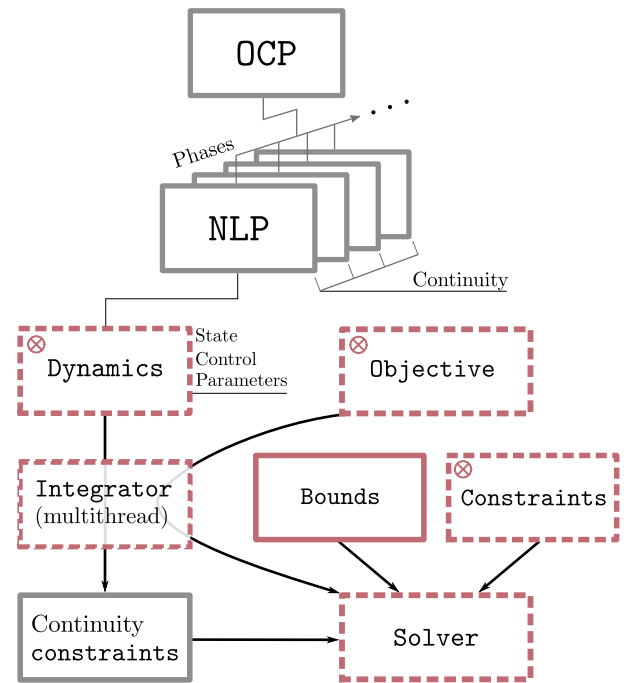 OCP
Phases
NLP
Continuity
State
Control
Parameters
Dynamics
Objective
Integrator
(multithread)
Bounds
Constraints
Continuity
constraints
Solver